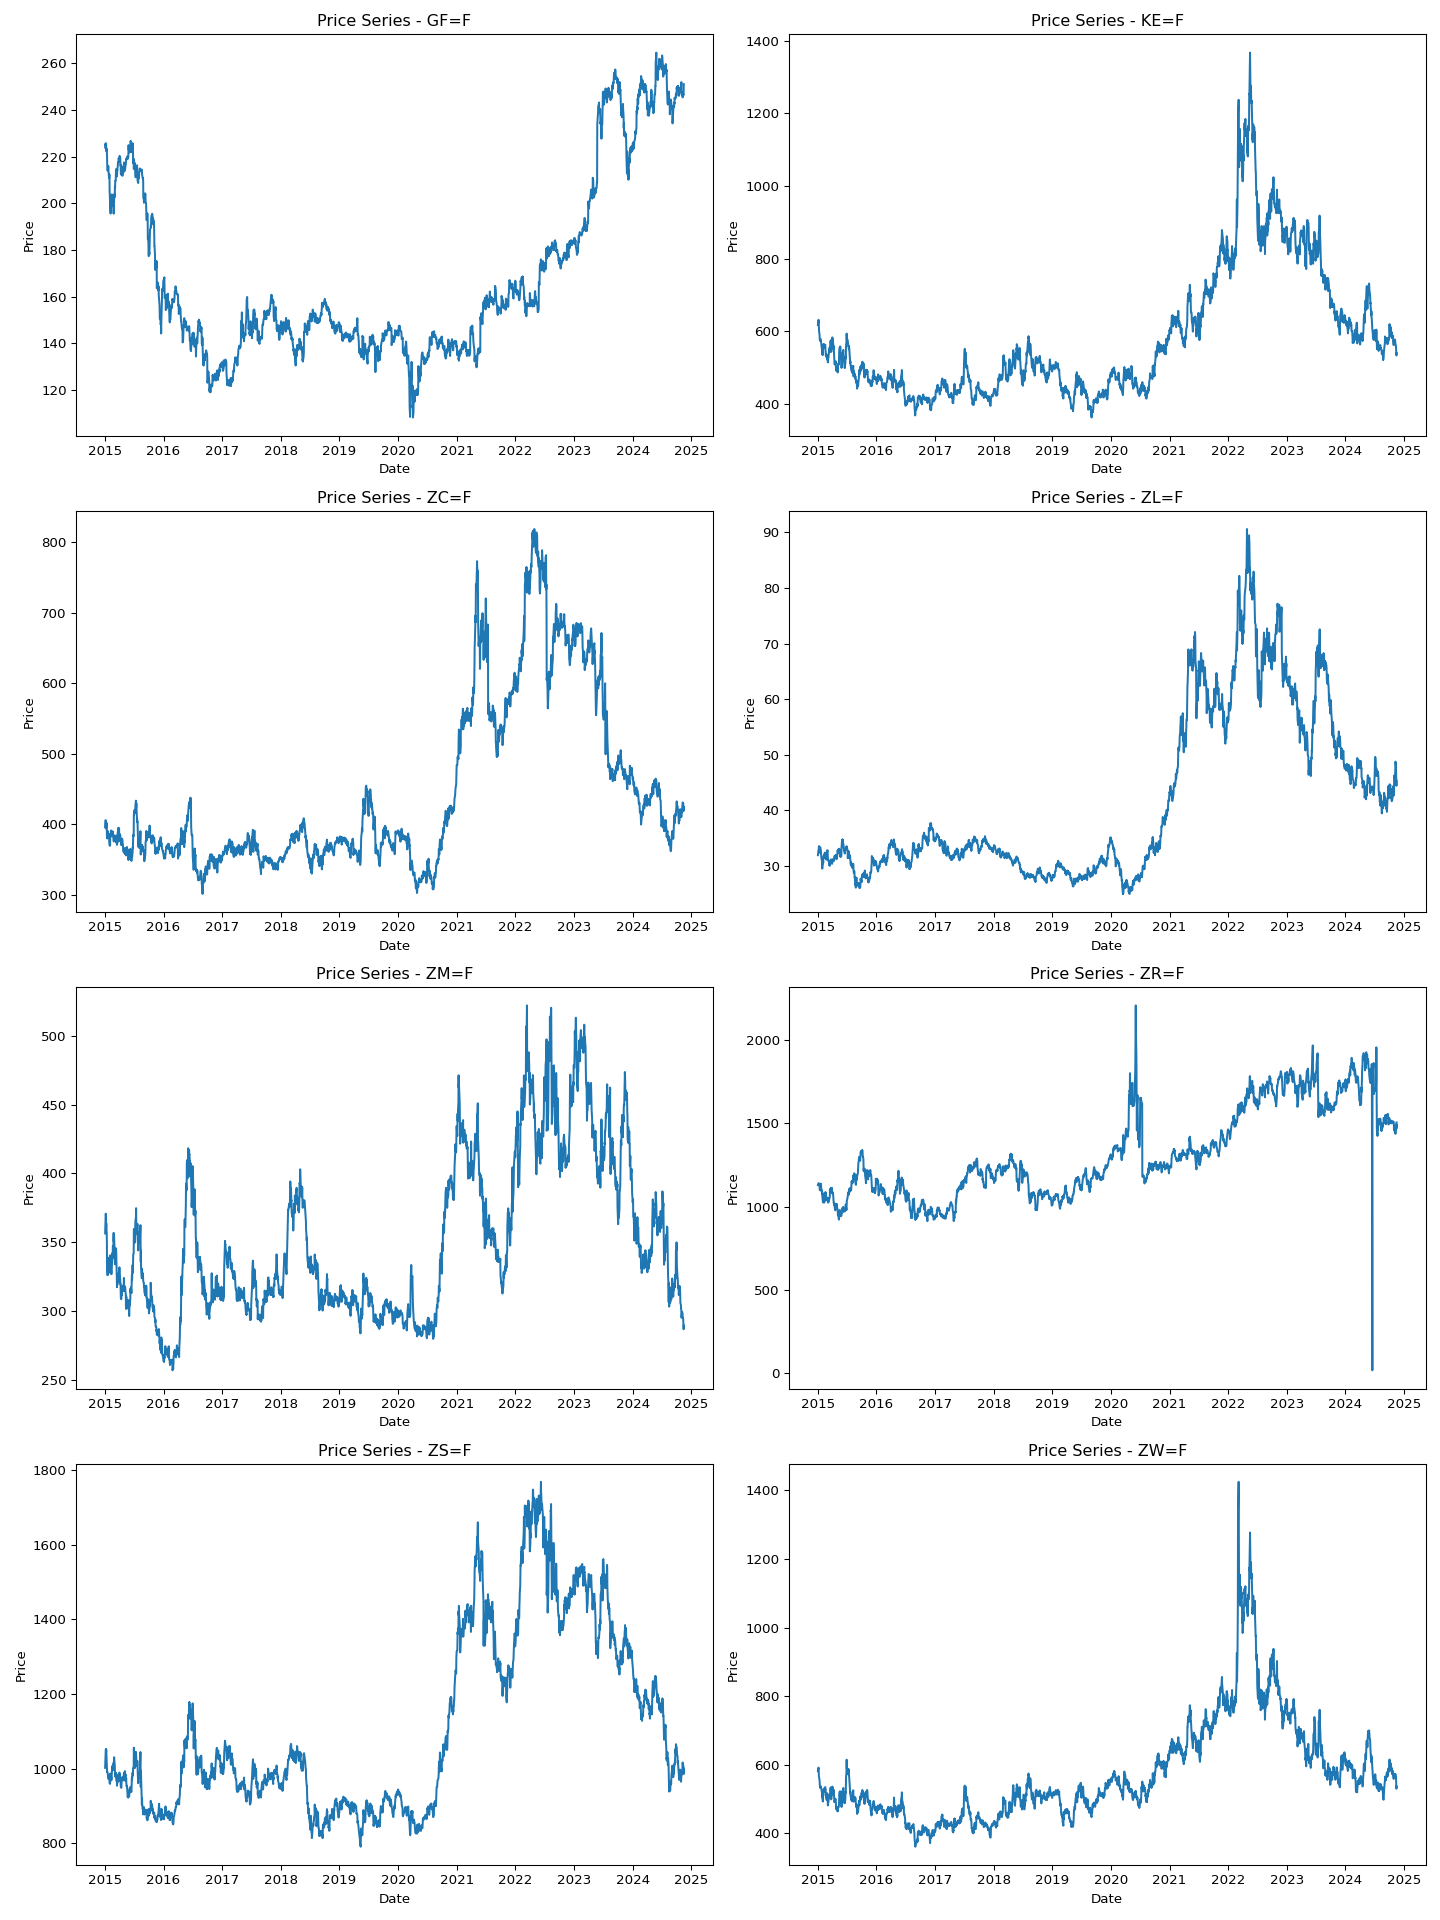 Price Series - GF=F
Price
260
240
220
200
180
160
140
120
2015 2016 2017 2018 2019 2020 2021 2022 2023 2024 2025
Date
Price Series - KE=F
Price
1400
1200
1000
800
600
400
2015 2016 2017 2018 2019 2020 2021 2022 2023 2024 2025
Date
Price Series - ZC=F
Price
800
700
600
500
400
300
2015 2016 2017 2018 2019 2020 2021 2022 2023 2024 2025
Date
Price Series - ZL=F
Price
90
80
70
60
50
40
30
2015 2016 2017 2018 2019 2020 2021 2022 2023 2024 2025
Date
Price Series - ZM=F
Price
500
450
400
350
300
250
2015 2016 2017 2018 2019 2020 2021 2022 2023 2024 2025
Date
Price Series - ZR=F
Price
2000
1500
1000
500
0
2015 2016 2017 2018 2019 2020 2021 2022 2023 2024 2025
Date
Price Series - ZS=F
Price
1800
1600
1400
1200
1000
800
2015 2016 2017 2018 2019 2020 2021 2022 2023 2024 2025
Date
Price Series - ZW=F
Price
1400
1200
1000
800
600
400
2015 2016 2017 2018 2019 2020 2021 2022 2023 2024 2025
Date